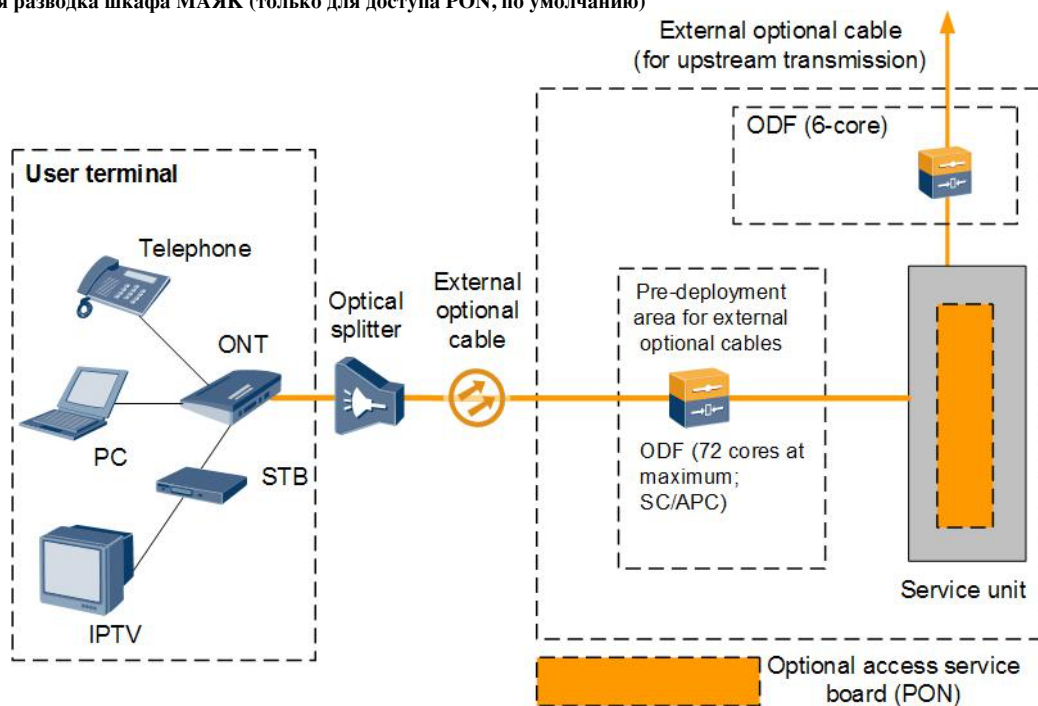 я разводка шкафа МАЯК (только для доступа PON, по умолчанию)
External optional cable
(for upstream transmission)
ODF (6-core)
User terminal
Telephone
ONT
PC
STB
IPTV
Optical
splitter
External
optional
cable
Pre-deployment
area for external
optional cables
ODF (72 cores at
maximum;
SC/APC)
Service unit
Optional access service
board (PON)